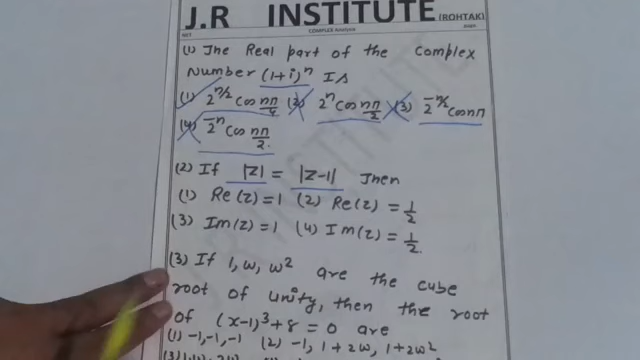 J.R INSTITUTE (ROHTAK)
NET COMPLEX ANALYSIS
(1) The Real part of the Complex
Number (1+i)^n Is
(1) 2^{n/2} cos nπ/4 (2) 2^n cos nπ/2 (3) 2^{-n/2} cos nπ
(4) 2^{-n} cos nπ/2.
(2) If |z| = |z-1| Then
(1) Re(z) = 1 (2) Re(z) = 1/2
(3) Im(z) = 1 (4) Im(z) = 1/2.
(3) If 1, ω, ω² are the cube
root of unity, then the root
of (x-1)³+8 = 0 are
(1) -1, -1, -1 (2) -1, 1+2ω, 1+2ω²